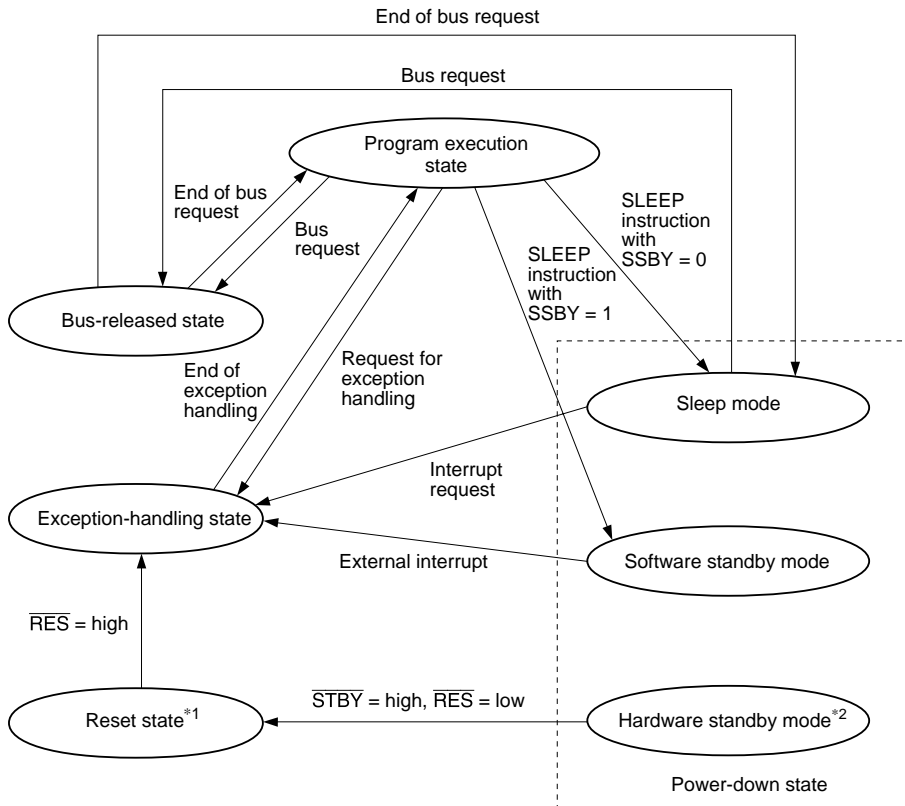 End of bus request
Bus request
Program execution
state
End of bus
request
Bus
request
SLEEP
instruction
with
SSBY = 0
SLEEP
instruction
with
SSBY = 1
Bus-released state
End of
exception
handling
Request for
exception
handling
Sleep mode
Interrupt
request
Exception-handling state
External interrupt
Software standby mode
RES = high
STBY = high, RES = low
Reset state*1
Hardware standby mode*2
Power-down state